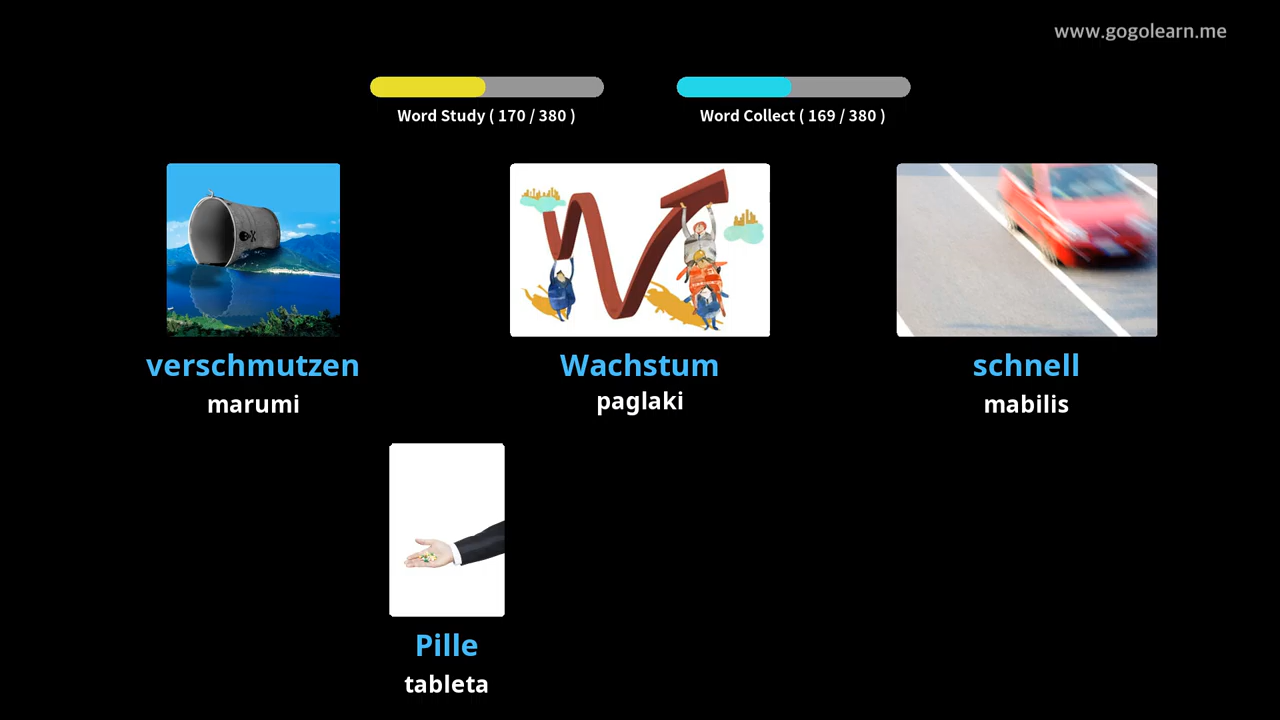 www.gogolearn.me
Word Study ( 170 / 380 )
Word Collect ( 169 / 380 )
verschmutzen
marumi
Wachstum
paglaki
schnell
mabilis
Pille
tableta